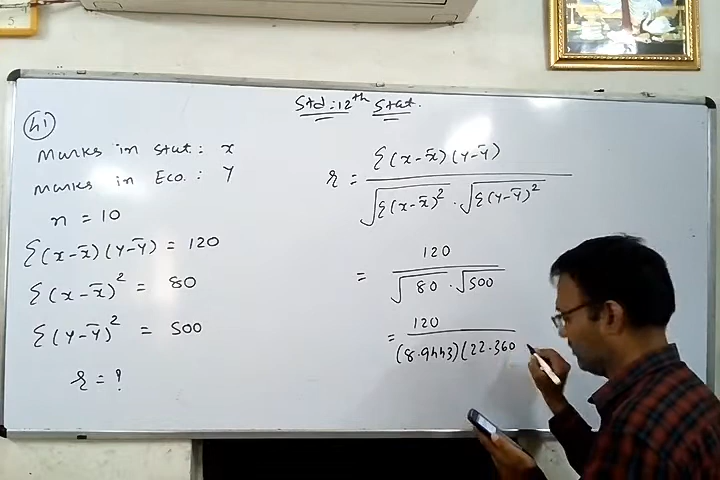 Std:12th Stat.
41
Marks in Stat.: x
Marks in Eco.: y
n = 10
Σ(x-x̄)(y-ȳ) = 120
Σ(x-x̄)² = 80
Σ(y-ȳ)² = 500
r = ?
r = Σ(x-x̄)(y-ȳ) / √Σ(x-x̄)² · √Σ(y-ȳ)²
= 120 / √80 · √500
= 120 / (8.9443)(22.360
5